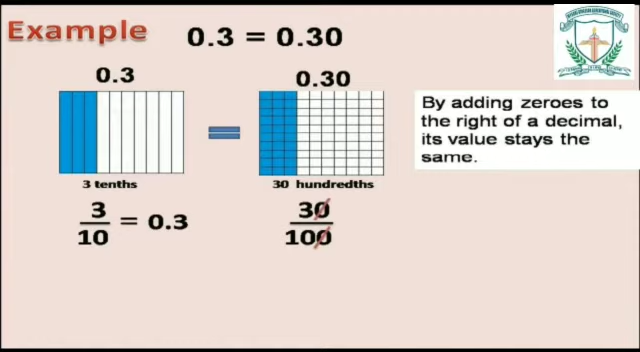 Example
0.3 = 0.30
0.3
0.30
=
By adding zeroes to
the right of a decimal,
its value stays the
same.
3 tenths
30 hundredths
3/10 = 0.3
30/100